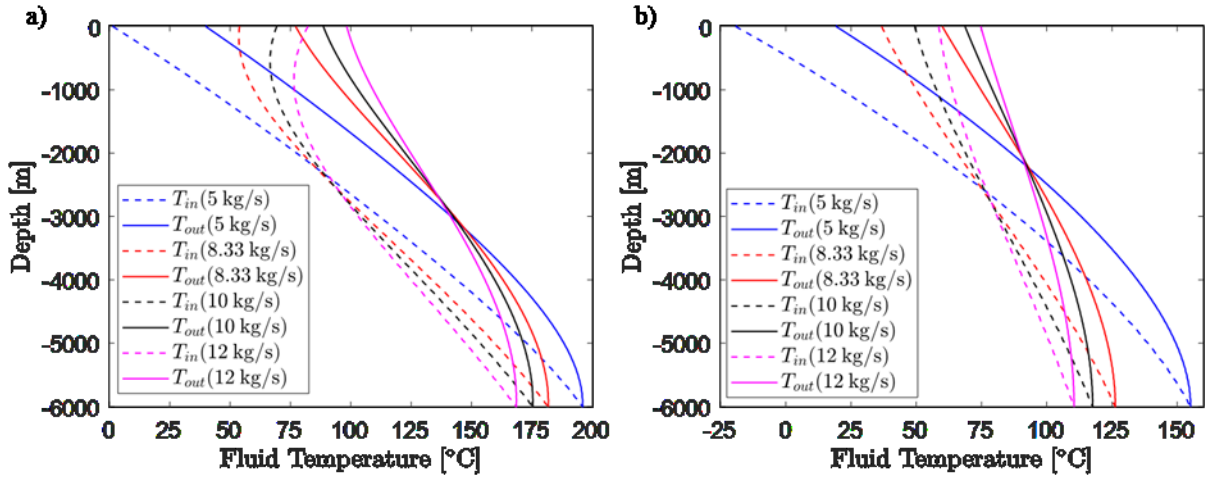 a)
0
-1000
-2000
-3000
-4000
-5000
-6000
Depth [m]
T_in(5 kg/s)
T_out(5 kg/s)
T_in(8.33 kg/s)
T_out(8.33 kg/s)
T_in(10 kg/s)
T_out(10 kg/s)
T_in(12 kg/s)
T_out(12 kg/s)
0 25 50 75 100 125 150 175 200
Fluid Temperature [°C]
b)
0
-1000
-2000
-3000
-4000
-5000
-6000
Depth [m]
T_in(5 kg/s)
T_out(5 kg/s)
T_in(8.33 kg/s)
T_out(8.33 kg/s)
T_in(10 kg/s)
T_out(10 kg/s)
T_in(12 kg/s)
T_out(12 kg/s)
-25 0 25 50 75 100 125 150
Fluid Temperature [°C]